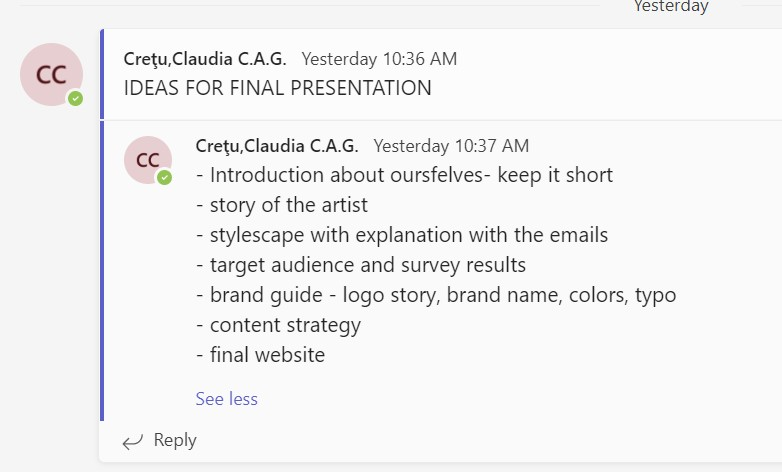 Yesterday
CC
Creţu,Claudia C.A.G. Yesterday 10:36 AM
IDEAS FOR FINAL PRESENTATION
CC
Creţu,Claudia C.A.G. Yesterday 10:37 AM
- Introduction about oursfelves- keep it short
- story of the artist
- stylescape with explanation with the emails
- target audience and survey results
- brand guide - logo story, brand name, colors, typo
- content strategy
- final website
See less
Reply